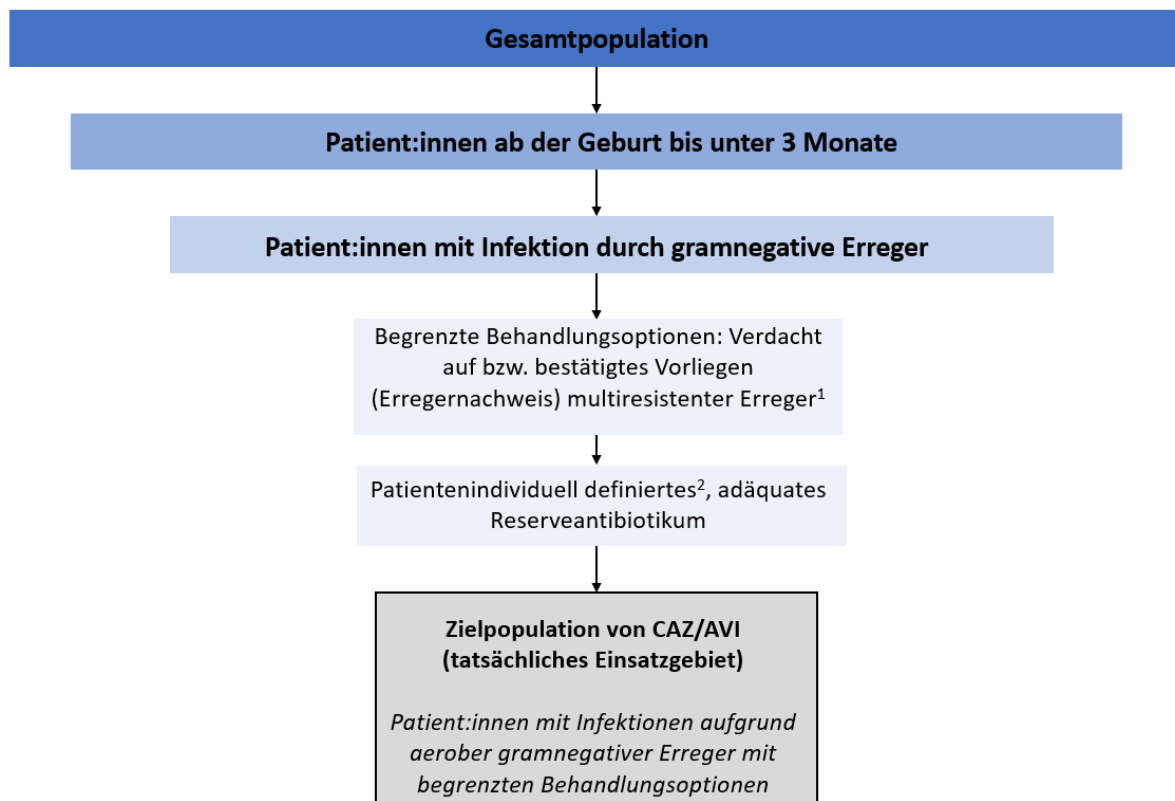 Gesamtpopulation
Patient:innen ab der Geburt bis unter 3 Monate
Patient:innen mit Infektion durch gramnegative Erreger
Begrenzte Behandlungsoptionen: Verdacht
auf bzw. bestätigtes Vorliegen
(Erregernachweis) multiresistenter Erreger¹
Patientenindividuell definiertes², adäquates
Reserveantibiotikum
Zielpopulation von CAZ/AVI
(tatsächliches Einsatzgebiet)
Patient:innen mit Infektionen aufgrund
aerober gramnegativer Erreger mit
begrenzten Behandlungsoptionen